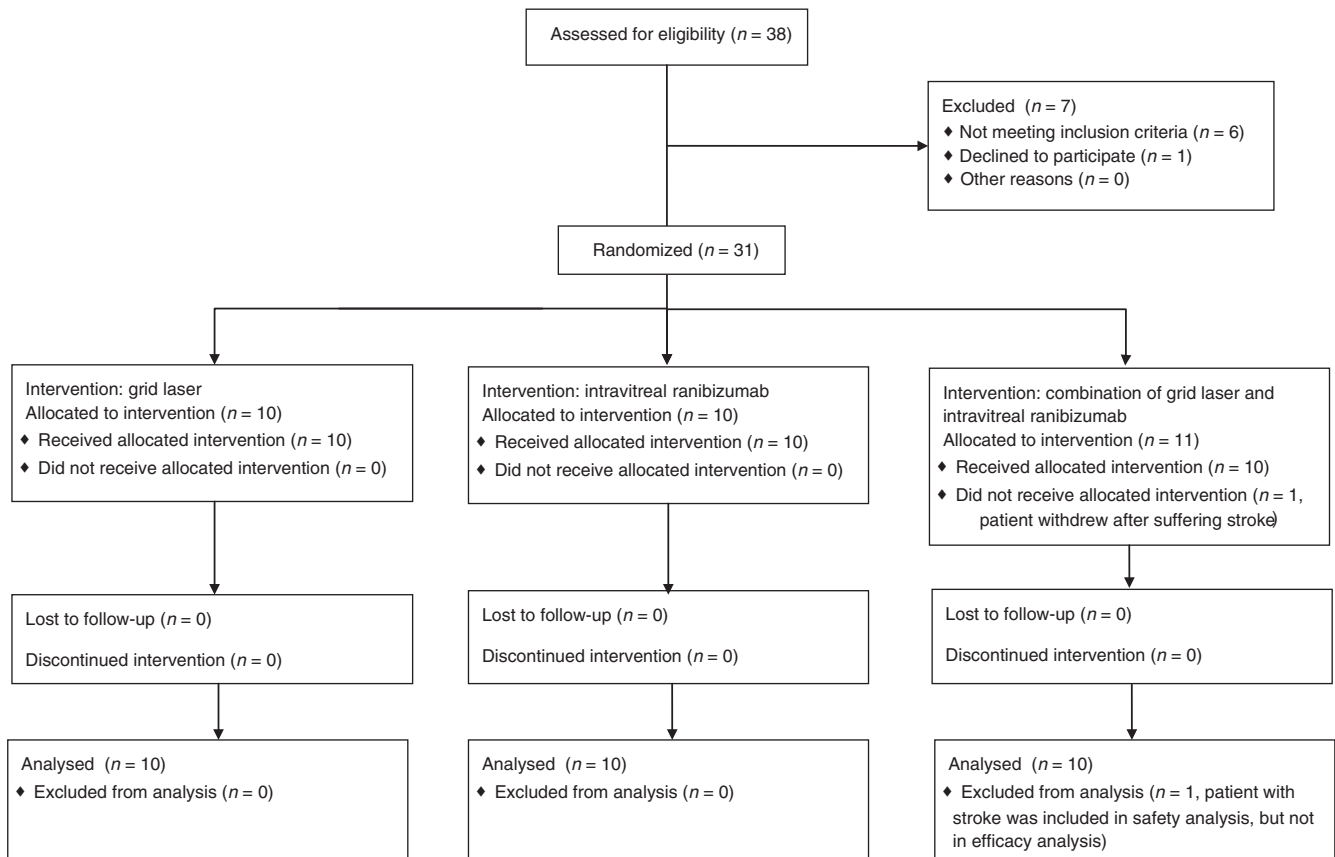 Assessed for eligibility (n = 38)
Excluded (n = 7)
♦ Not meeting inclusion criteria (n = 6)
♦ Declined to participate (n = 1)
♦ Other reasons (n = 0)
Randomized (n = 31)
Intervention: grid laser
Allocated to intervention (n = 10)
♦ Received allocated intervention (n = 10)
♦ Did not receive allocated intervention (n = 0)
Intervention: intravitreal ranibizumab
Allocated to intervention (n = 10)
♦ Received allocated intervention (n = 10)
♦ Did not receive allocated intervention (n = 0)
Intervention: combination of grid laser and
intravitreal ranibizumab
Allocated to intervention (n = 11)
♦ Received allocated intervention (n = 10)
♦ Did not receive allocated intervention (n = 1,
patient withdrew after suffering stroke)
Lost to follow-up (n = 0)
Discontinued intervention (n = 0)
Lost to follow-up (n = 0)
Discontinued intervention (n = 0)
Lost to follow-up (n = 0)
Discontinued intervention (n = 0)
Analysed (n = 10)
♦ Excluded from analysis (n = 0)
Analysed (n = 10)
♦ Excluded from analysis (n = 0)
Analysed (n = 10)
♦ Excluded from analysis (n = 1, patient with
stroke was included in safety analysis, but not
in efficacy analysis)